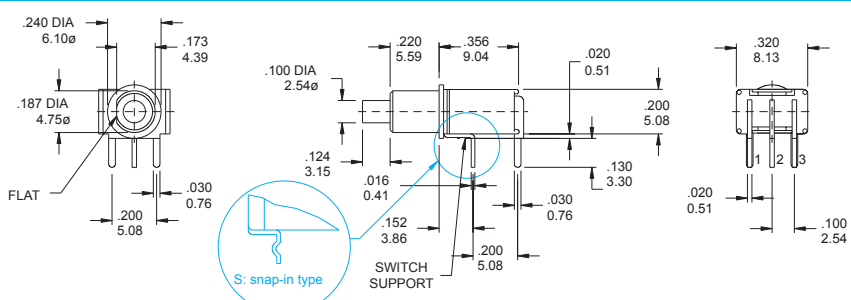 .240 DIA
6.10ø
.173
4.39
.187 DIA
4.75ø
FLAT
.030
0.76
.200
5.08
.220
5.59
.356
9.04
.100 DIA
2.54ø
.020
0.51
.200
5.08
.124
3.15
.130
3.30
.016
0.41
.030
0.76
.152
3.86
.200
5.08
SWITCH
SUPPORT
S: snap-in type
.320
8.13
1 2 3
.020
0.51
.100
2.54